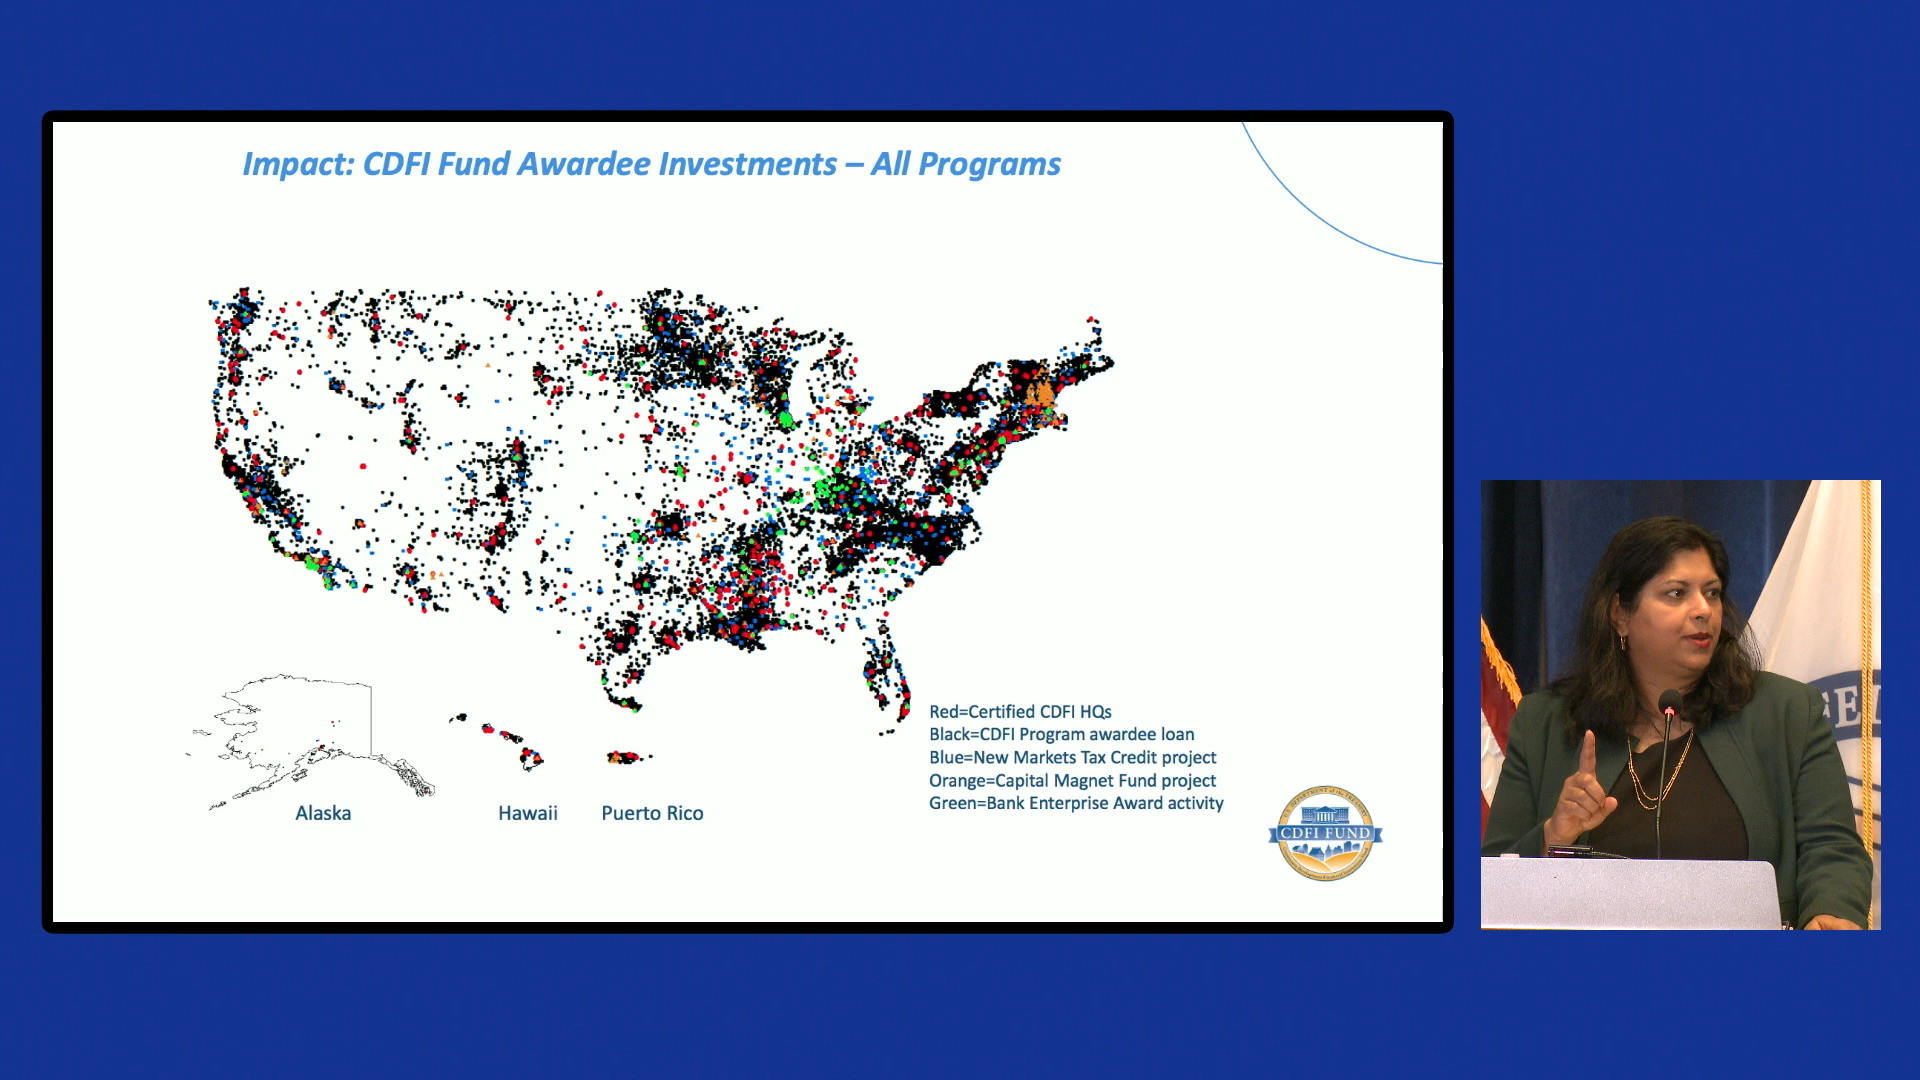 Impact: CDFI Fund Awardee Investments – All Programs
Red=Certified CDFI HQs
Black=CDFI Program awardee loan
Blue=New Markets Tax Credit project
Orange=Capital Magnet Fund project
Green=Bank Enterprise Award activity
Alaska
Hawaii
Puerto Rico
CDFI FUND